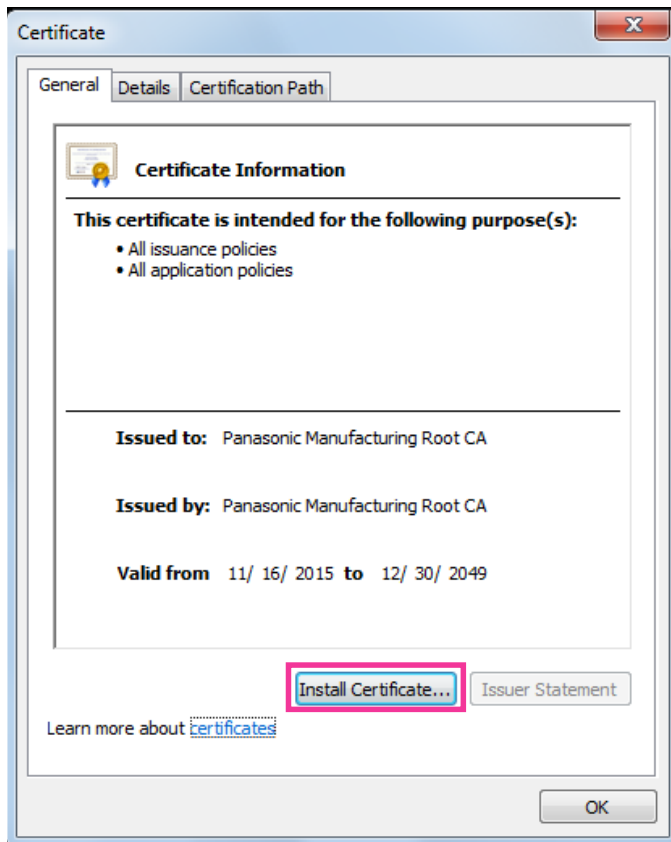 Certificate
General Details Certification Path
Certificate Information
This certificate is intended for the following purpose(s):
• All issuance policies
• All application policies
Issued to: Panasonic Manufacturing Root CA
Issued by: Panasonic Manufacturing Root CA
Valid from 11/ 16/ 2015 to 12/ 30/ 2049
Install Certificate... Issuer Statement
Learn more about certificates
OK